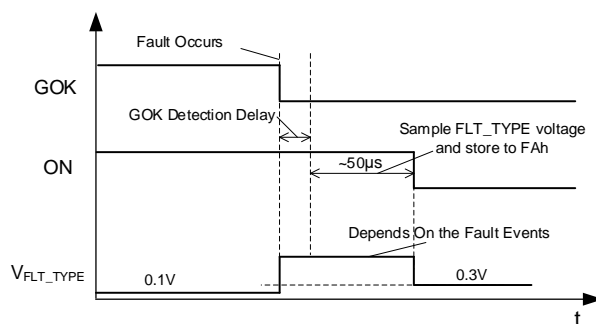 Fault Occurs
GOK
GOK Detection Delay
Sample FLT_TYPE voltage
and store to FAh
ON
~50μs
Depends On the Fault Events
VFLT_TYPE
0.1V
0.3V
t